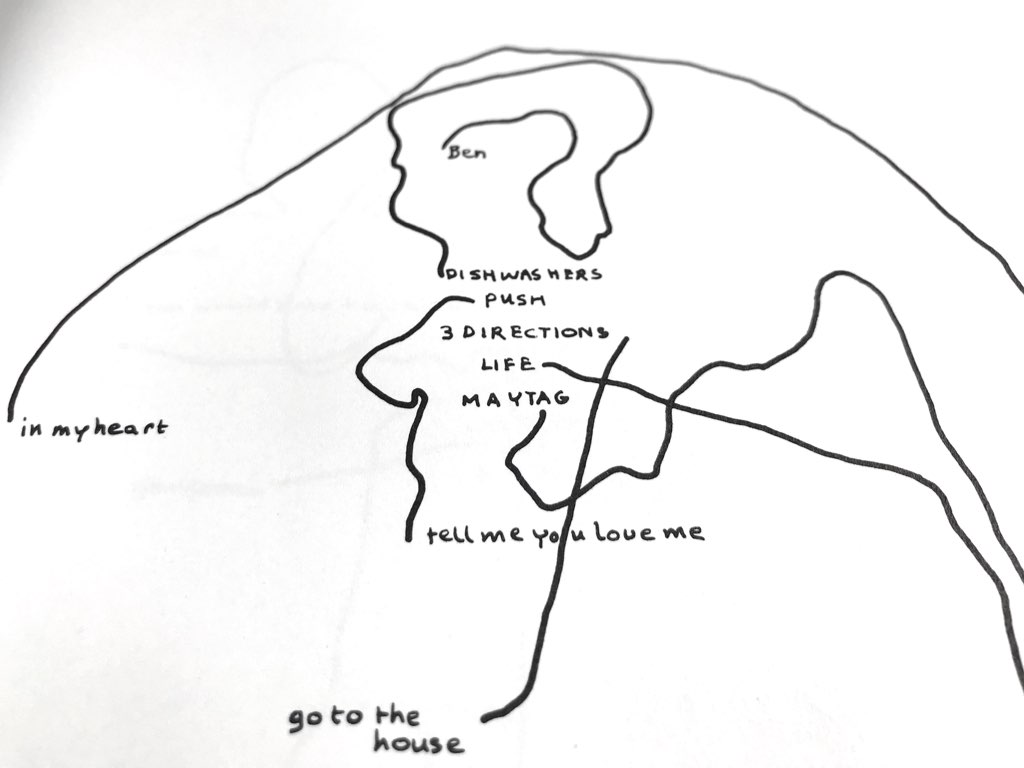 Ben
DISHWASHERS
PUSH
3 DIRECTIONS
LIFE
MAYTAG
in my heart
tell me you love me
go to the
house